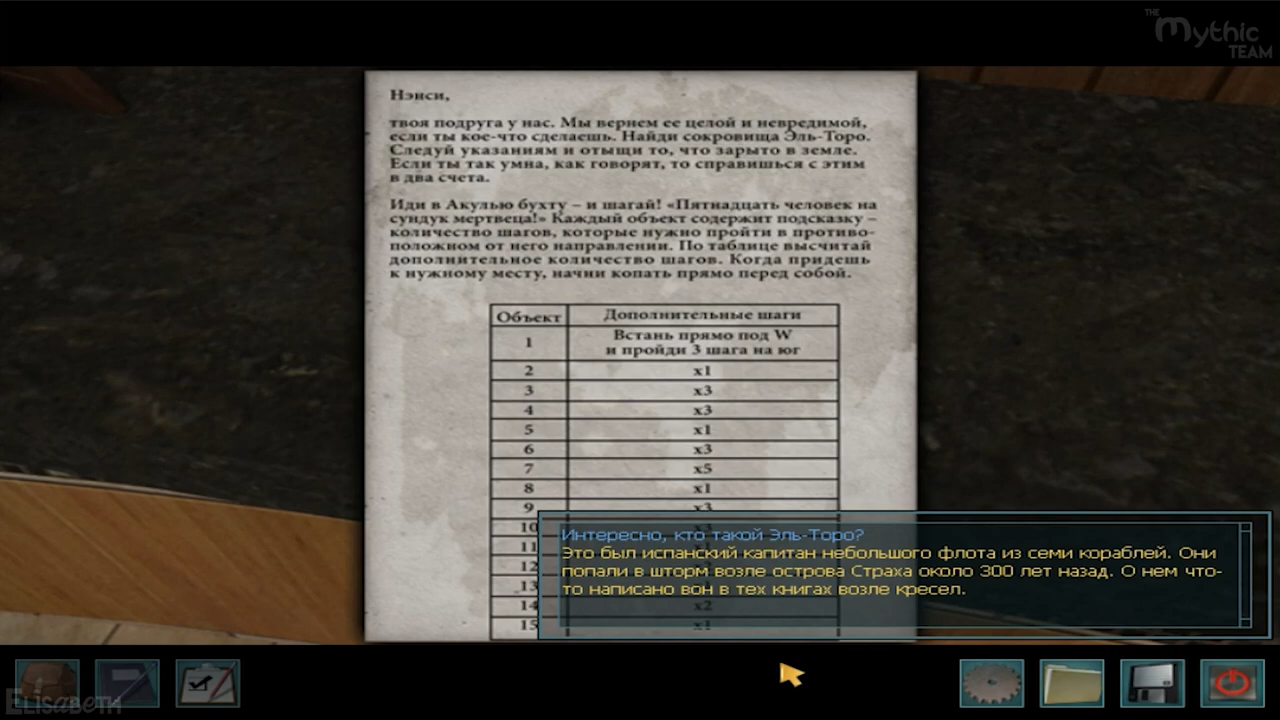 THE
Mythic
TEAM
Нэнси,
твоя подруга у нас. Мы вернем ее целой и невредимой,
если ты кое-что сделаешь. Найди сокровища Эль-Торо.
Следуй указаниям и отыщи то, что зарыто в земле.
Если ты так умна, как говорят, то справишься с этим
в два счета.
Иди в Акулью бухту – и шагай! «Пятнадцать человек на
сундук мертвеца!» Каждый объект содержит подсказку –
количество шагов, которые нужно пройти в противо-
положном от него направлении. По таблице высчитай
дополнительное количество шагов. Когда придешь
к нужному месту, начни копать прямо перед собой.
Объект Дополнительные шаги
1 Встань прямо под W
и пройди 3 шага на юг
2 x1
3 x3
4 x3
5 x1
6 x3
7 x5
8 x1
9 x3
10
11
12
13
14 x2
15 x1
Интересно, кто такой Эль-Торо?
Это был испанский капитан небольшого флота из семи кораблей. Они
попали в шторм возле острова Страха около 300 лет назад. О нем что-
то написано вон в тех книгах возле кресел.
ElisabetH